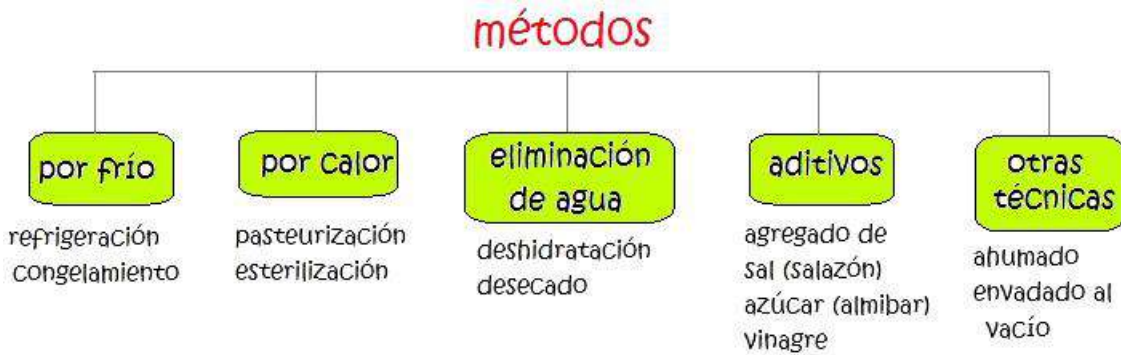 métodos
por frío
refrigeración
congelamiento
por calor
pasteurización
esterilización
eliminación
de agua
deshidratación
desecado
aditivos
agregado de
sal (salazón)
azúcar (almibar)
vinagre
otras
técnicas
ahumado
envadado al
vacío